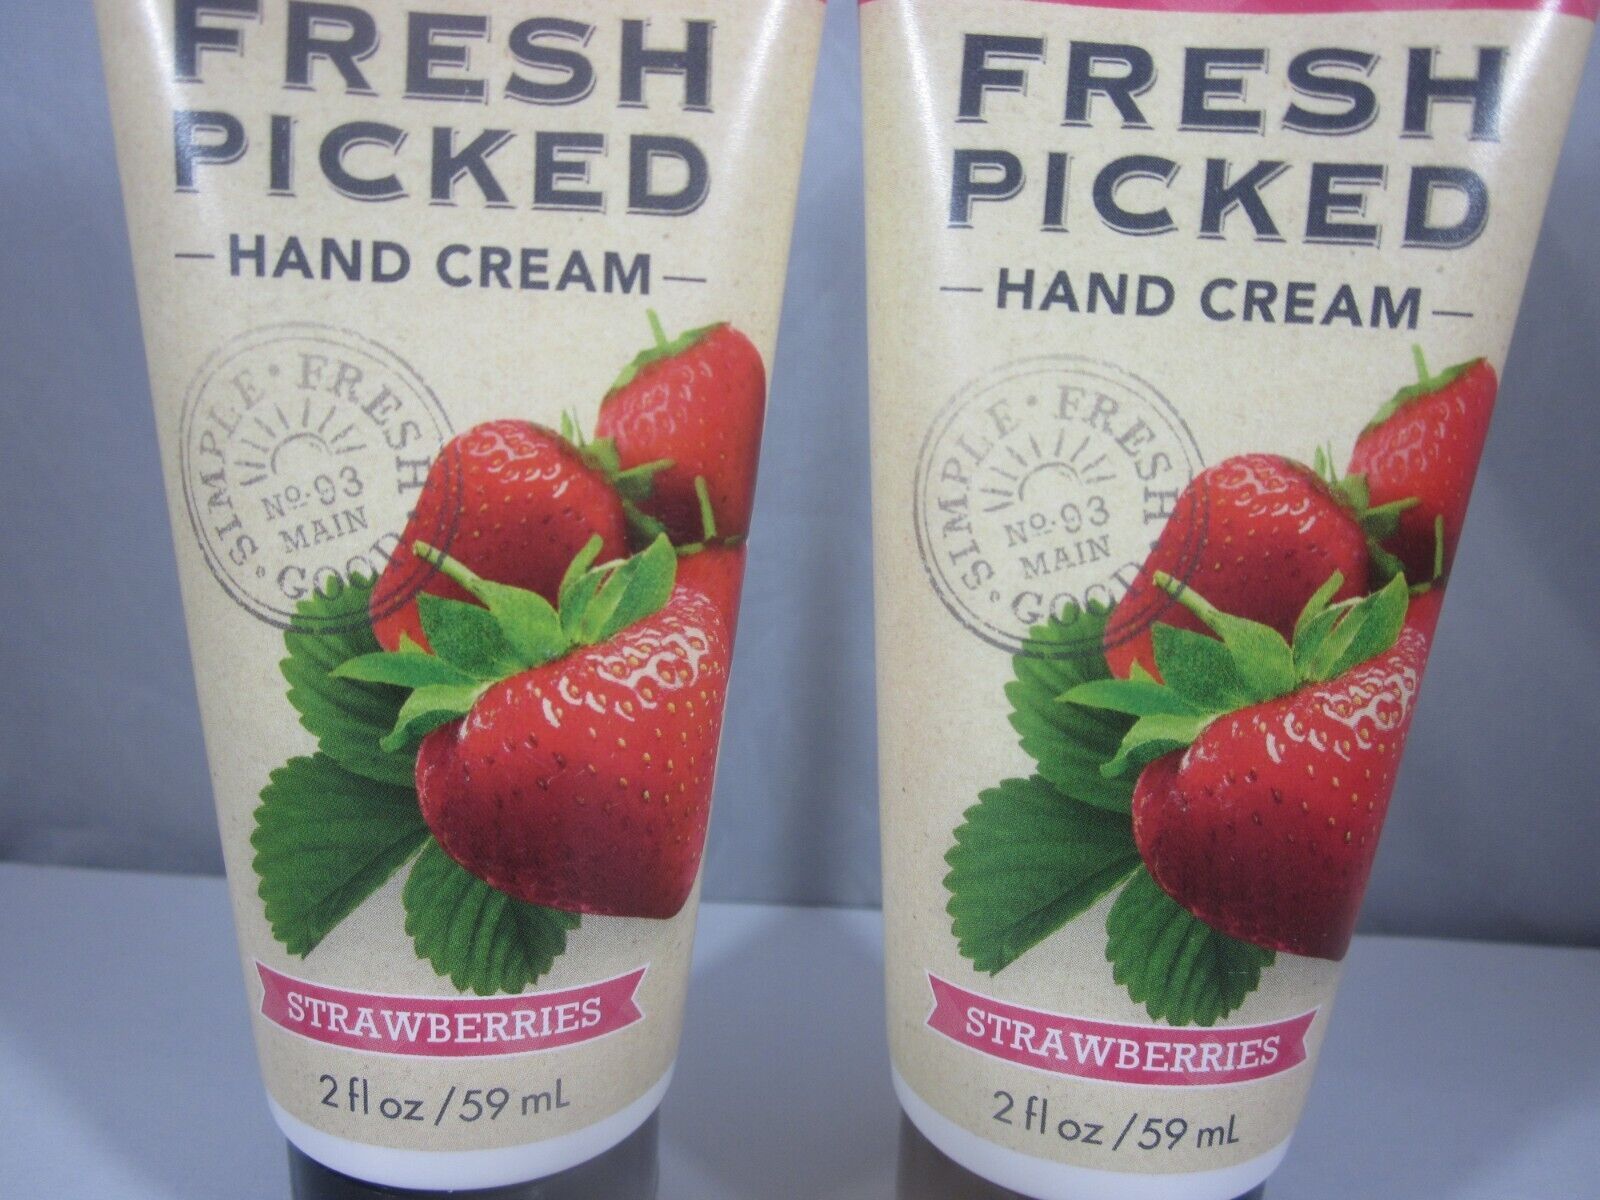 FRESH
PICKED
HAND CREAM
SIMPLE • FRESH • GOOD •
No. 93
MAIN
STRAWBERRIES
2 fl oz / 59 mL
FRESH
PICKED
HAND CREAM
SIMPLE • FRESH • GOOD •
No. 93
MAIN
STRAWBERRIES
2 fl oz / 59 mL